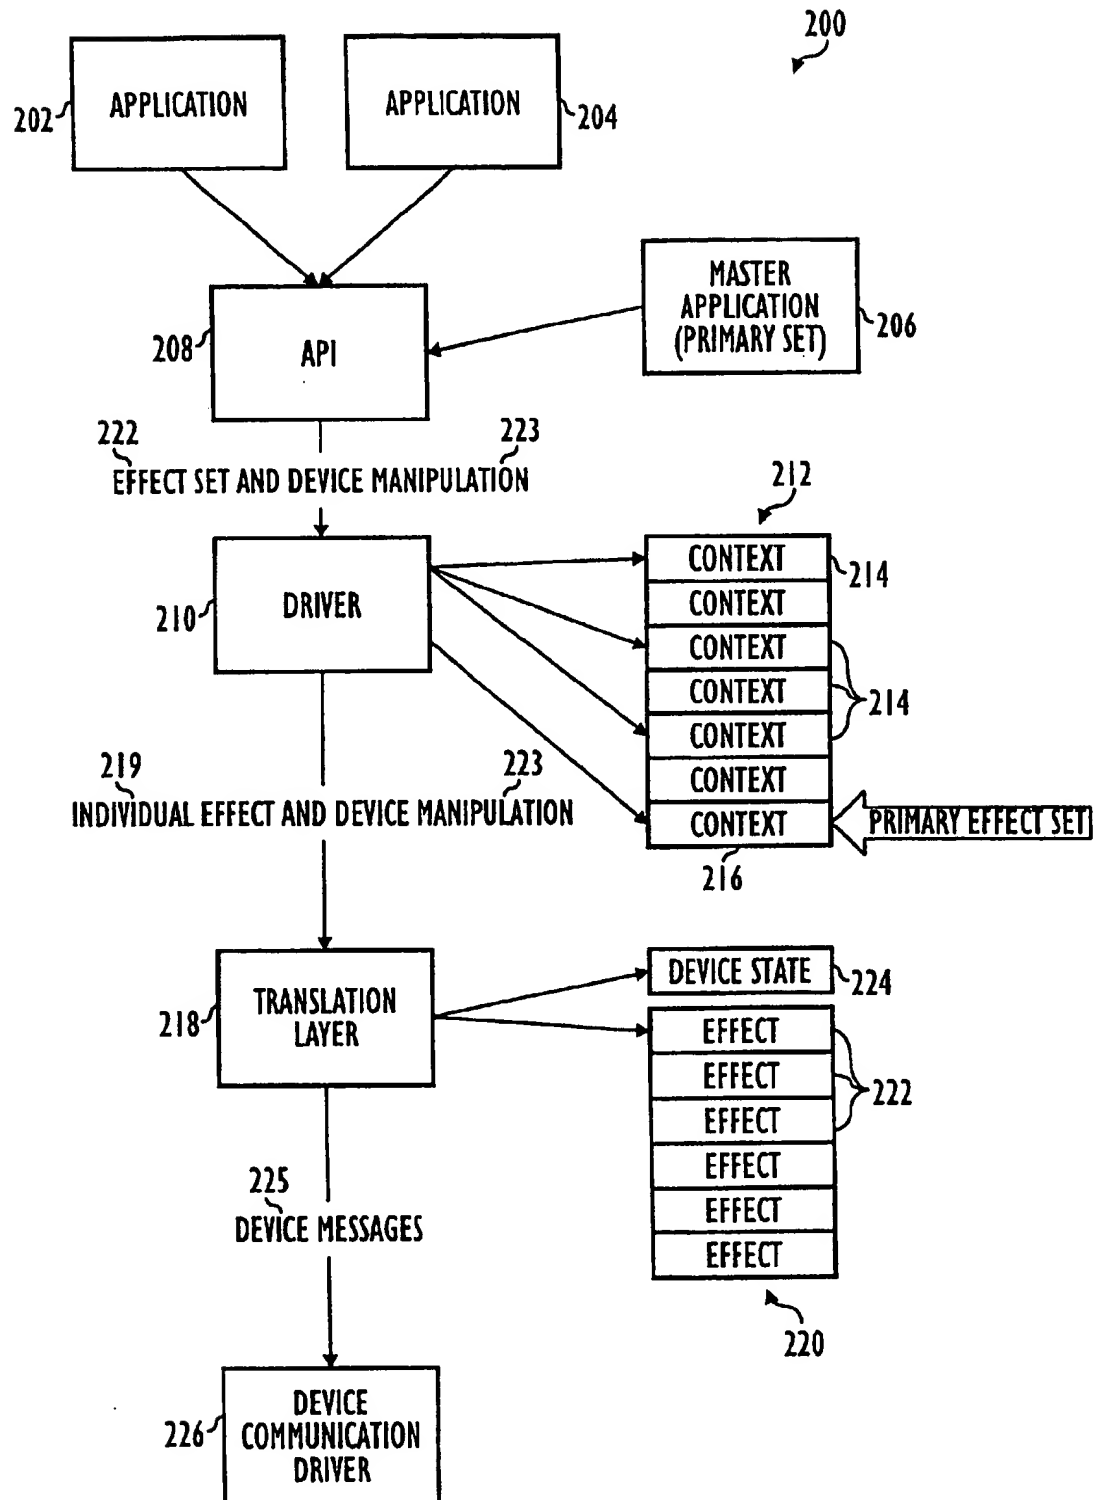 200
APPLICATION
202
APPLICATION
204
MASTER
APPLICATION
(PRIMARY SET)
206
API
208
222
223
EFFECT SET AND DEVICE MANIPULATION
212
DRIVER
210
CONTEXT
214
CONTEXT
CONTEXT
CONTEXT
214
CONTEXT
CONTEXT
CONTEXT
PRIMARY EFFECT SET
216
219
223
INDIVIDUAL EFFECT AND DEVICE MANIPULATION
TRANSLATION
LAYER
218
DEVICE STATE
224
EFFECT
EFFECT
222
EFFECT
EFFECT
EFFECT
EFFECT
220
225
DEVICE MESSAGES
DEVICE
COMMUNICATION
DRIVER
226